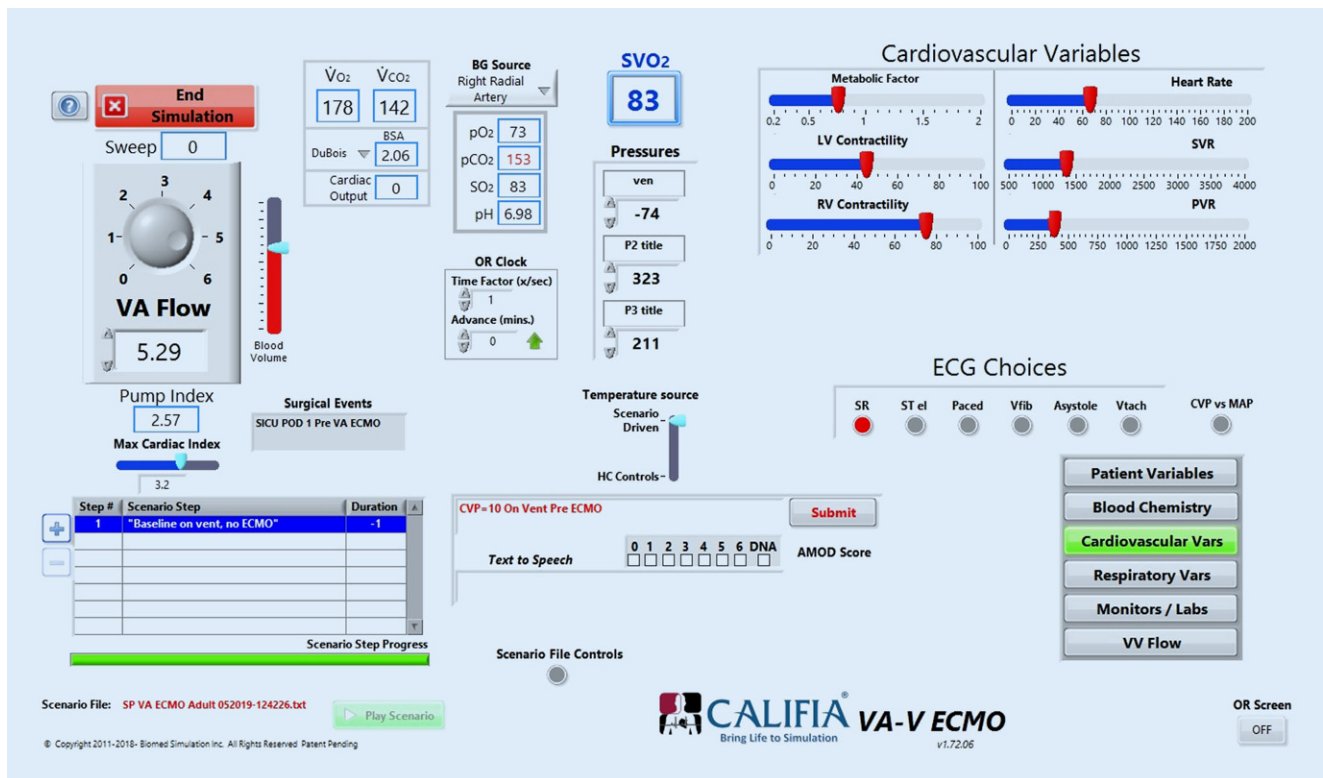 End
Simulation
Sweep 0
2 3 4
1 5
0 6
VA Flow
5.29
Blood
Volume
Pump Index
2.57
Max Cardiac Index
3.2
V̇O2 V̇CO2
178 142
BSA
DuBois 2.06
Cardiac
Output 0
BG Source
Right Radial
Artery
pO2 73
pCO2 153
SO2 83
pH 6.98
OR Clock
Time Factor (x/sec)
1
Advance (mins.)
0
SVO2
83
Pressures
ven
-74
P2 title
323
P3 title
211
Cardiovascular Variables
Metabolic Factor
0.2 0.5 1 1.5 2
LV Contractility
0 20 40 60 80 100
RV Contractility
0 20 40 60 80 100
Heart Rate
0 20 40 60 80 100 120 140 160 180 200
SVR
500 1000 1500 2000 2500 3000 3500 4000
PVR
0 250 500 750 1000 1250 1500 1750 2000
Surgical Events
SICU POD 1 Pre VA ECMO
Temperature source
Scenario
Driven
HC Controls
ECG Choices
SR ST el Paced Vfib Asystole Vtach CVP vs MAP
Step # Scenario Step Duration
1 "Baseline on vent, no ECMO" -1
Scenario Step Progress
CVP=10 On Vent Pre ECMO
Submit
Text to Speech
0 1 2 3 4 5 6 DNA
AMOD Score
Scenario File Controls
Patient Variables
Blood Chemistry
Cardiovascular Vars
Respiratory Vars
Monitors / Labs
VV Flow
Scenario File: SP VA ECMO Adult 052019-124226.txt
Play Scenario
© Copyright 2011-2018- Biomed Simulation Inc. All Rights Reserved Patent Pending
CALIFIA®
Bring Life to Simulation
VA-V ECMO
v1.72.06
OR Screen
OFF